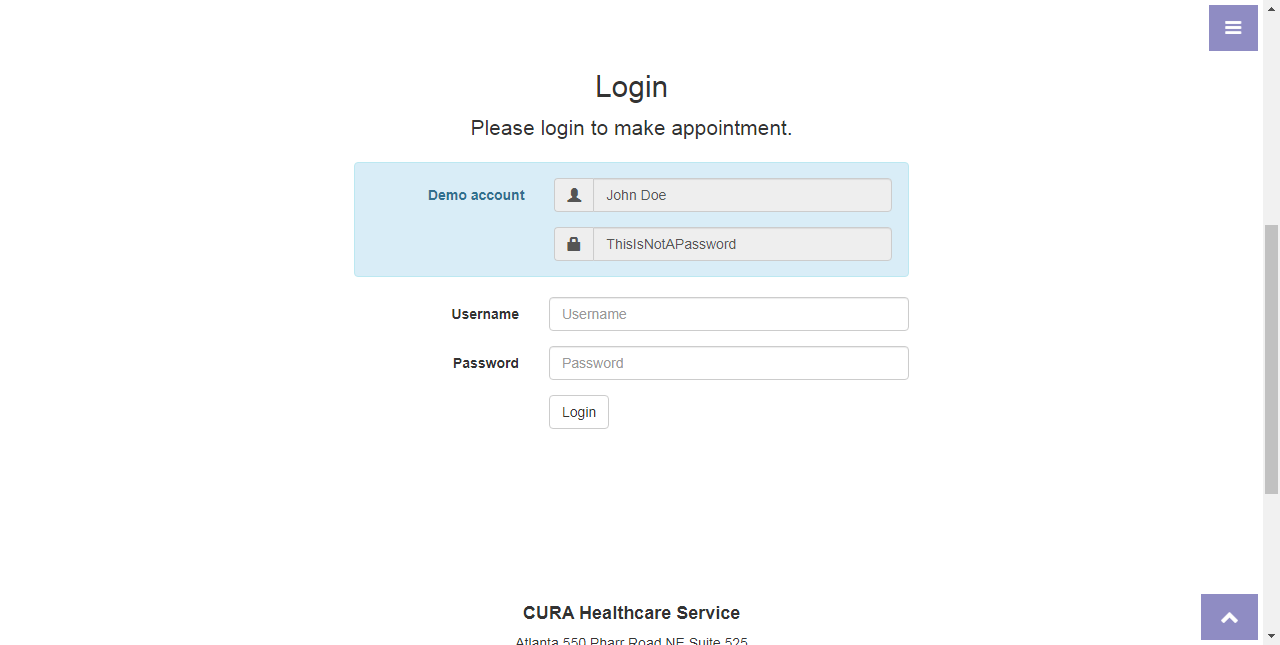 Login
Please login to make appointment.
Demo account
John Doe
ThisIsNotAPassword
Username
Username
Password
Password
Login
CURA Healthcare Service
Atlanta 550 Pharr Road NE Suite 525